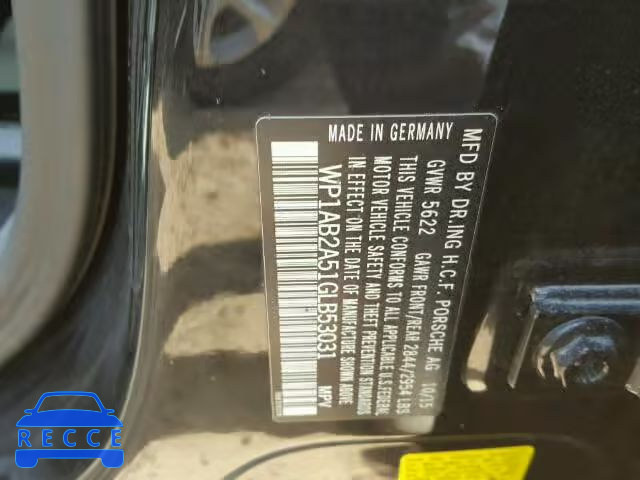 MFD BY DR.ING H.C.F. PORSCHE AG 10/15
GVWR 5622 GAWR FRONT/REAR 2844/2954 LBS
THIS VEHICLE CONFORMS TO ALL APPLICABLE U.S. FEDERAL
MOTOR VEHICLE SAFETY AND THEFT PREVENTION STANDARDS
IN EFFECT ON THE DATE OF MANUFACTURE SHOWN ABOVE
WP1AB2A51GLB53031 MPV
MADE IN GERMANY
RECCE